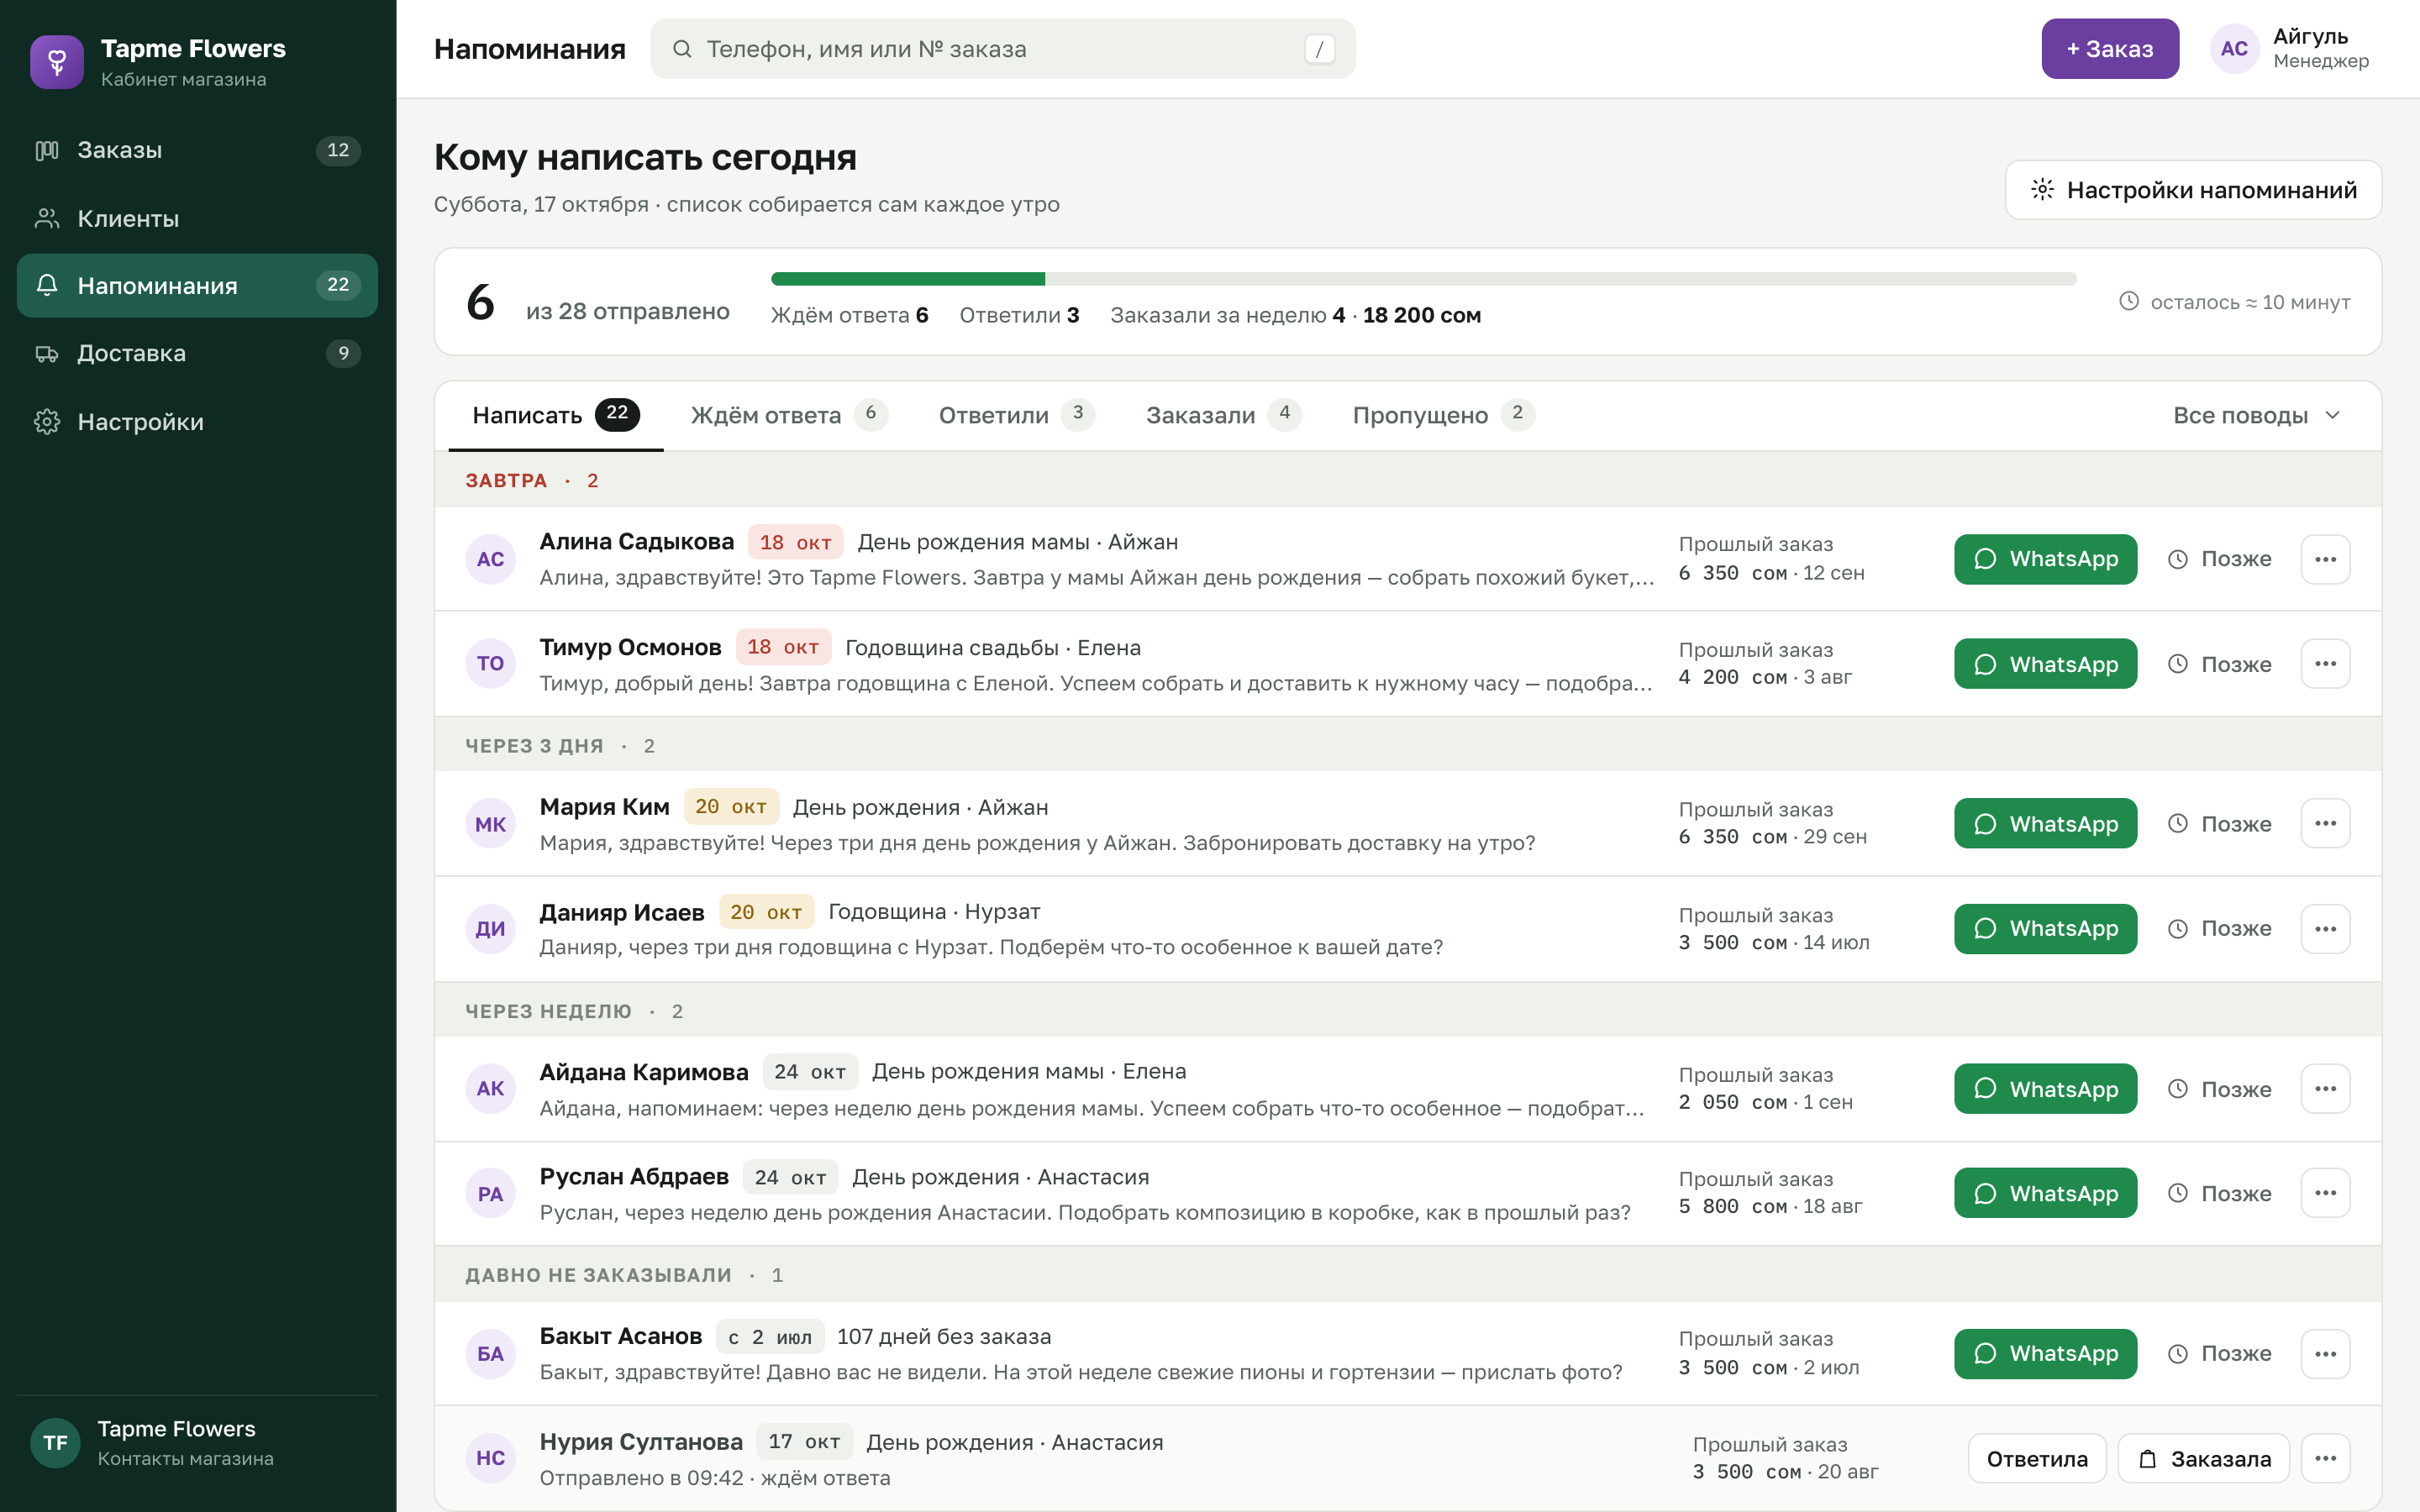 Tapme Flowers
Кабинет магазина
Заказы 12
Клиенты
Напоминания 22
Доставка 9
Настройки
Tapme Flowers
TF
Контакты магазина
Напоминания
Телефон, имя или № заказа /
+ Заказ
АС
Айгуль
Менеджер
Кому написать сегодня
Суббота, 17 октября · список собирается сам каждое утро
Настройки напоминаний
6 из 28 отправлено
Ждём ответа 6 Ответили 3 Заказали за неделю 4 · 18 200 сом
осталось ≈ 10 минут
Написать 22 Ждём ответа 6 Ответили 3 Заказали 4 Пропущено 2 Все поводы
ЗАВТРА · 2
АС
Алина Садыкова 18 окт День рождения мамы · Айжан
Алина, здравствуйте! Это Tapme Flowers. Завтра у мамы Айжан день рождения — собрать похожий букет,…
Прошлый заказ
6 350 сом · 12 сен
WhatsApp Позже
ТО
Тимур Осмонов 18 окт Годовщина свадьбы · Елена
Тимур, добрый день! Завтра годовщина с Еленой. Успеем собрать и доставить к нужному часу — подобра…
Прошлый заказ
4 200 сом · 3 авг
WhatsApp Позже
ЧЕРЕЗ 3 ДНЯ · 2
МК
Мария Ким 20 окт День рождения · Айжан
Мария, здравствуйте! Через три дня день рождения у Айжан. Забронировать доставку на утро?
Прошлый заказ
6 350 сом · 29 сен
WhatsApp Позже
ДИ
Данияр Исаев 20 окт Годовщина · Нурзат
Данияр, через три дня годовщина с Нурзат. Подберём что-то особенное к вашей дате?
Прошлый заказ
3 500 сом · 14 июл
WhatsApp Позже
ЧЕРЕЗ НЕДЕЛЮ · 2
АК
Айдана Каримова 24 окт День рождения мамы · Елена
Айдана, напоминаем: через неделю день рождения мамы. Успеем собрать что-то особенное — подобрат…
Прошлый заказ
2 050 сом · 1 сен
WhatsApp Позже
РА
Руслан Абдраев 24 окт День рождения · Анастасия
Руслан, через неделю день рождения Анастасии. Подобрать композицию в коробке, как в прошлый раз?
Прошлый заказ
5 800 сом · 18 авг
WhatsApp Позже
ДАВНО НЕ ЗАКАЗЫВАЛИ · 1
БА
Бакыт Асанов с 2 июл 107 дней без заказа
Бакыт, здравствуйте! Давно вас не видели. На этой неделе свежие пионы и гортензии — прислать фото?
Прошлый заказ
3 500 сом · 2 июл
WhatsApp Позже
НС
Нурия Султанова 17 окт День рождения · Анастасия
Отправлено в 09:42 · ждём ответа
Прошлый заказ
3 500 сом · 20 авг
Ответила Заказала